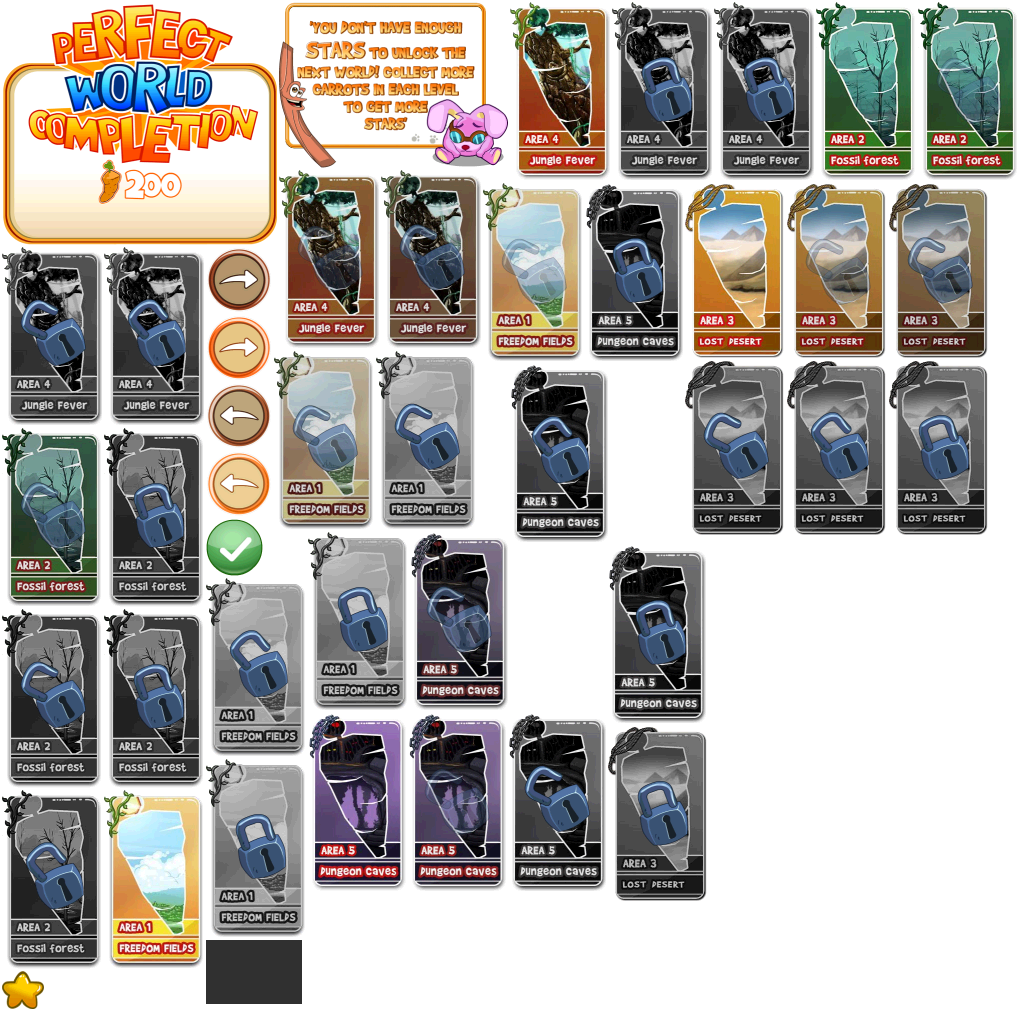 PERFECT
WORLD
COMPLETION
200
'YOU DON'T HAVE ENOUGH
STARS TO UNLOCK THE
NEXT WORLD! COLLECT MORE
CARROTS IN EACH LEVEL
TO GET MORE
STARS'
AREA 4
Jungle Fever
AREA 4
Jungle Fever
AREA 4
Jungle Fever
AREA 2
Fossil forest
AREA 2
Fossil forest
AREA 4
Jungle Fever
AREA 4
Jungle Fever
AREA 1
FREEDOM FIELDS
AREA 5
Dungeon Caves
AREA 3
LOST DESERT
AREA 3
LOST DESERT
AREA 3
LOST DESERT
AREA 4
Jungle Fever
AREA 4
Jungle Fever
AREA 1
FREEDOM FIELDS
AREA 1
FREEDOM FIELDS
AREA 5
Dungeon Caves
AREA 3
LOST DESERT
AREA 3
LOST DESERT
AREA 3
LOST DESERT
AREA 2
Fossil forest
AREA 2
Fossil forest
AREA 1
FREEDOM FIELDS
AREA 5
Dungeon Caves
AREA 5
Dungeon Caves
AREA 2
Fossil forest
AREA 2
Fossil forest
AREA 1
FREEDOM FIELDS
AREA 5
Dungeon Caves
AREA 5
Dungeon Caves
AREA 5
Dungeon Caves
AREA 3
LOST DESERT
AREA 2
Fossil forest
AREA 1
FREEDOM FIELDS
AREA 1
FREEDOM FIELDS